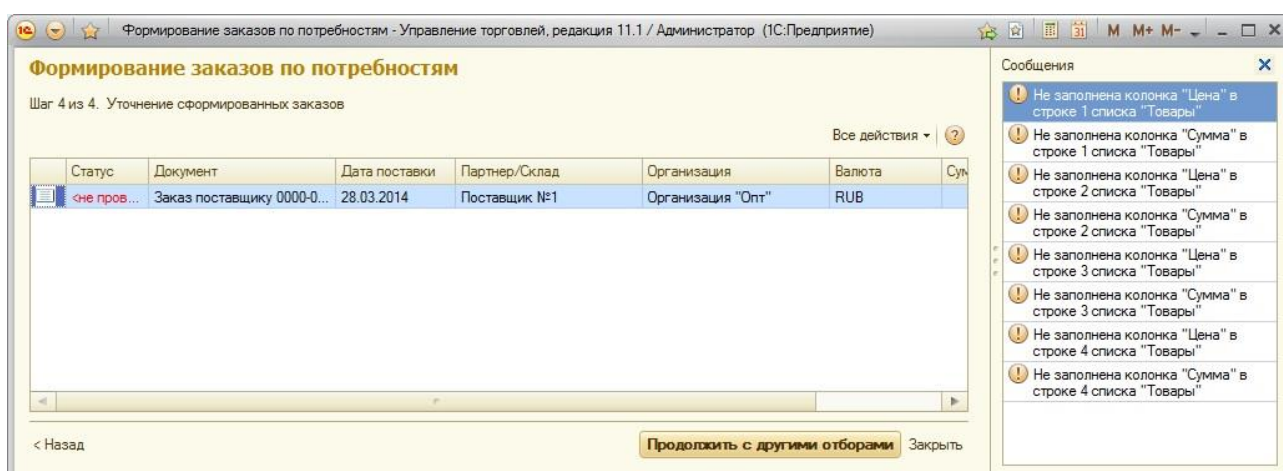 Формирование заказов по потребностям - Управление торговлей, редакция 11.1 / Администратор (1С:Предприятие)
M M+ M-
Формирование заказов по потребностям
Шаг 4 из 4. Уточнение сформированных заказов
Все действия
Статус Документ Дата поставки Партнер/Склад Организация Валюта Сум
<не пров... Заказ поставщику 0000-0... 28.03.2014 Поставщик №1 Организация "Опт" RUB
< Назад
Продолжить с другими отборами Закрыть
Сообщения
Не заполнена колонка "Цена" в
строке 1 списка "Товары"
Не заполнена колонка "Сумма" в
строке 1 списка "Товары"
Не заполнена колонка "Цена" в
строке 2 списка "Товары"
Не заполнена колонка "Сумма" в
строке 2 списка "Товары"
Не заполнена колонка "Цена" в
строке 3 списка "Товары"
Не заполнена колонка "Сумма" в
строке 3 списка "Товары"
Не заполнена колонка "Цена" в
строке 4 списка "Товары"
Не заполнена колонка "Сумма" в
строке 4 списка "Товары"